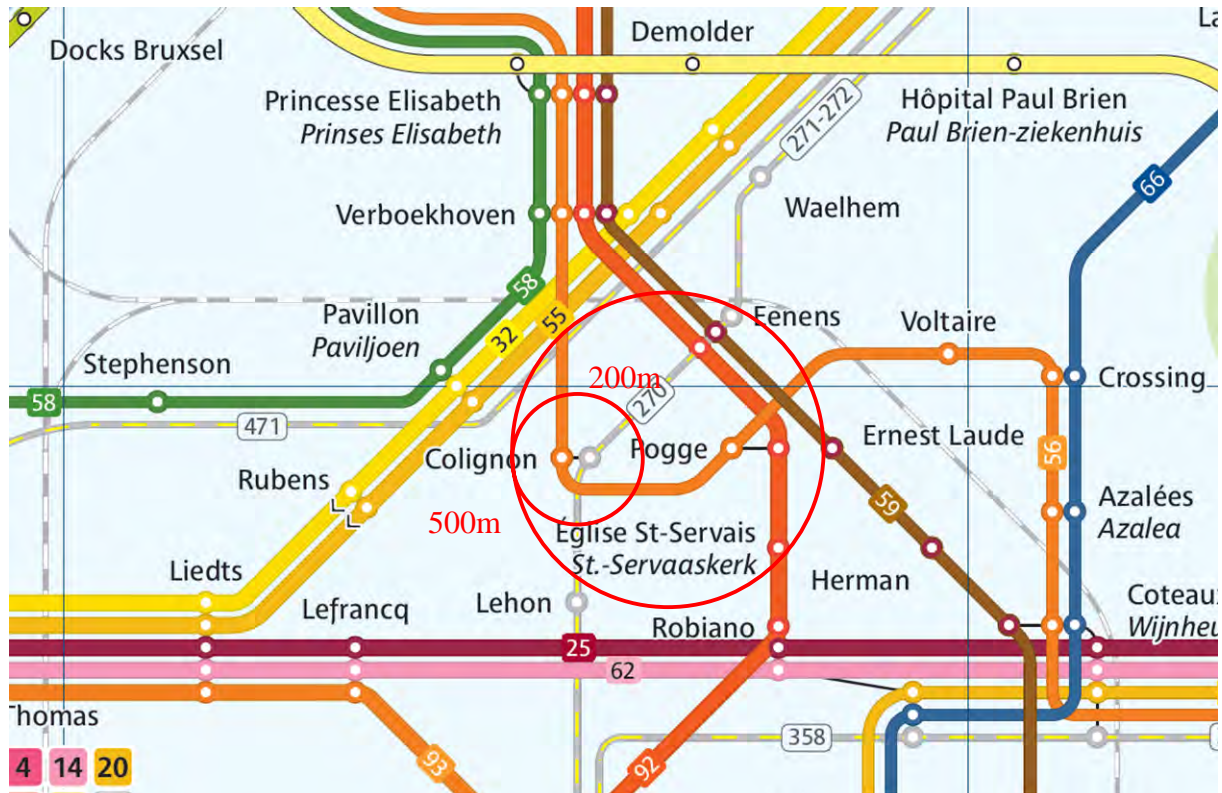 La
Demolder
Docks Bruxsel
Princesse Elisabeth
Prinses Elisabeth
Hôpital Paul Brien
Paul Brien-ziekenhuis
271-272
66
Verboekhoven
Waelhem
58
Pavillon
Paviljoen
55
32
Eenens
Voltaire
Stephenson
200m
Crossing
58
270
471
Colignon
Pogge
Ernest Laude
56
Rubens
59
Azalées
Azalea
500m
Église St-Servais
St.-Servaaskerk
Liedts
Herman
Lefrancq
Lehon
Coteaux
Wijnheu
Robiano
25
62
Thomas
358
4 14 20
93
92